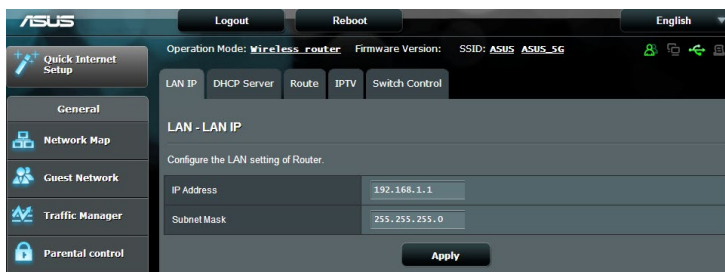 ASUS
Logout Reboot English
Quick Internet Setup
Operation Mode: Wireless router Firmware Version: SSID: ASUS ASUS_5G
LAN IP DHCP Server Route IPTV Switch Control
General
Network Map
Guest Network
Traffic Manager
Parental control
LAN - LAN IP
Configure the LAN setting of Router.
IP Address 192.168.1.1
Subnet Mask 255.255.255.0
Apply